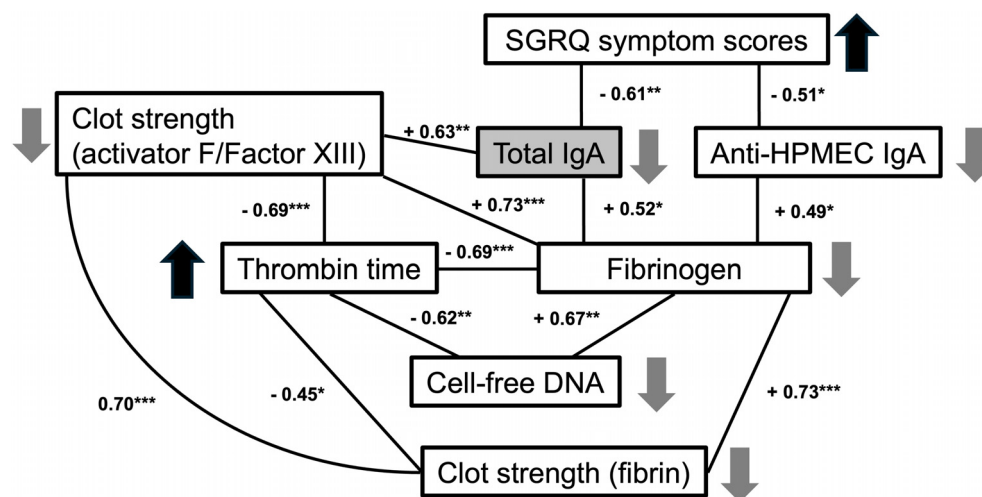 SGRQ symptom scores
- 0.61**
- 0.51*
Clot strength
(activator F/Factor XIII)
+ 0.63**
Total IgA
Anti-HPMEC IgA
- 0.69***
+ 0.73***
+ 0.52*
+ 0.49*
Thrombin time
- 0.69***
Fibrinogen
- 0.62**
+ 0.67**
Cell-free DNA
0.70***
- 0.45*
+ 0.73***
Clot strength (fibrin)